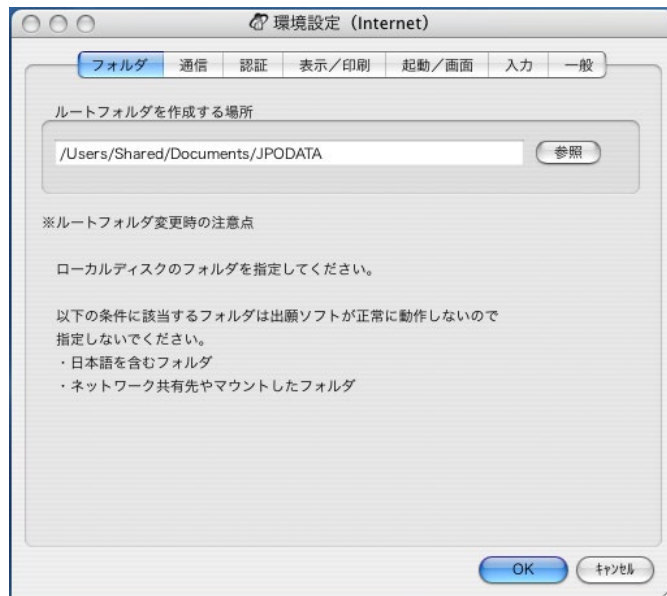 環境設定（Internet）
フォルダ 通信 認証 表示／印刷 起動／画面 入力 一般
ルートフォルダを作成する場所
/Users/Shared/Documents/JPODATA 参照
※ルートフォルダ変更時の注意点
ローカルディスクのフォルダを指定してください。
以下の条件に該当するフォルダは出願ソフトが正常に動作しないので
指定しないでください。
・日本語を含むフォルダ
・ネットワーク共有先やマウントしたフォルダ
OK ｷｬﾝｾﾙ